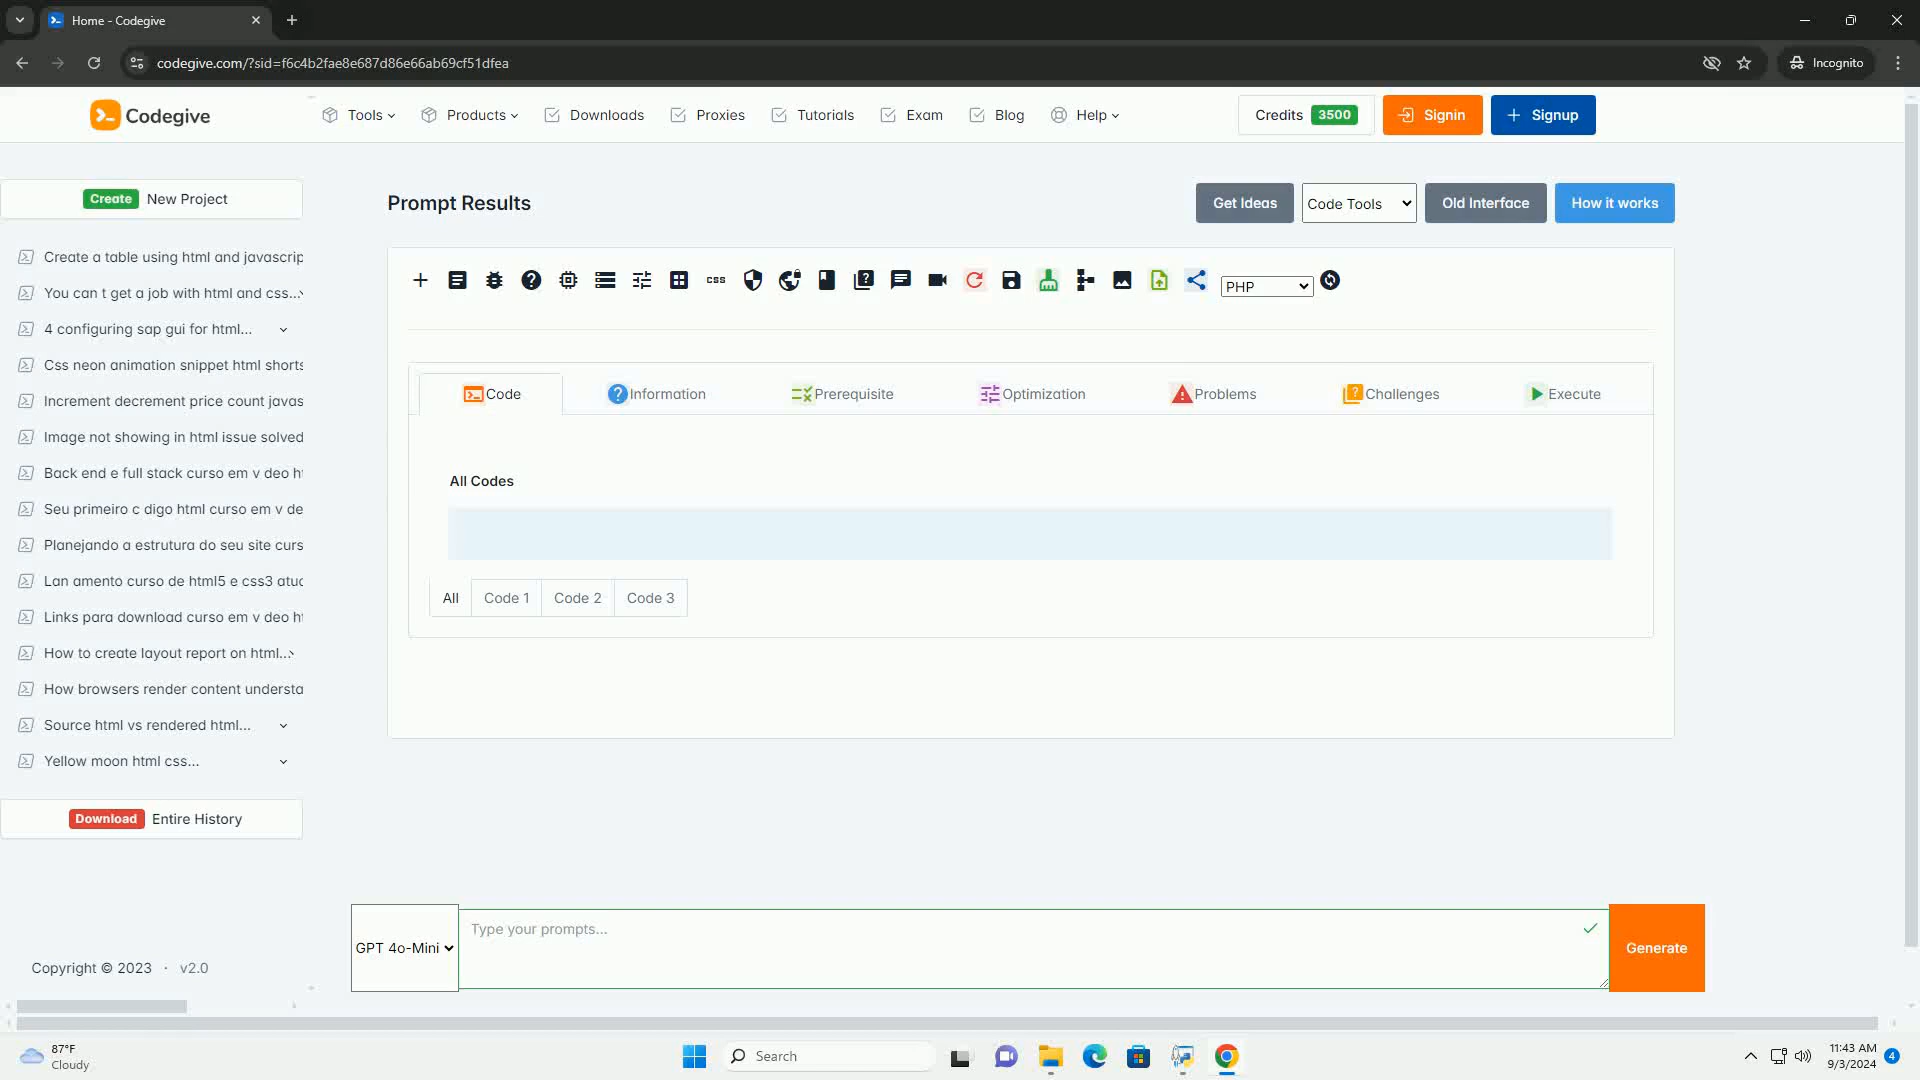 Home - Codegive
codegive.com/?sid=f6c4b2fae8e687d86e66ab69cf51dfea
Incognito
Codegive
Tools
Products
Downloads
Proxies
Tutorials
Exam
Blog
Help
Credits 3500
Signin
Signup
Create New Project
Create a table using html and javascrip
You can t get a job with html and css...
4 configuring sap gui for html...
Css neon animation snippet html shorts
Increment decrement price count javas
Image not showing in html issue solved
Back end e full stack curso em v deo ht
Seu primeiro c digo html curso em v de
Planejando a estrutura do seu site curs
Lan amento curso de html5 e css3 atuc
Links para download curso em v deo ht
How to create layout report on html...
How browsers render content understa
Source html vs rendered html...
Yellow moon html css...
Download Entire History
Copyright © 2023 · v2.0
Prompt Results
Get Ideas
Code Tools
Old Interface
How it works
css
PHP
Code
Information
Prerequisite
Optimization
Problems
Challenges
Execute
All Codes
All
Code 1
Code 2
Code 3
GPT 4o-Mini
Type your prompts...
Generate
87°F
Cloudy
Search
11:43 AM
9/3/2024
4